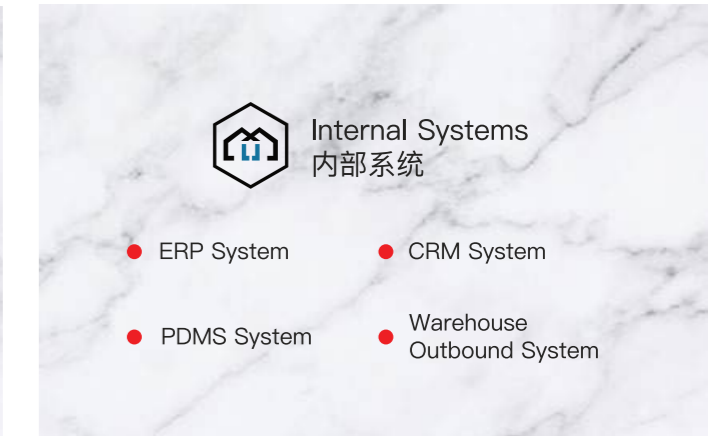 Internal Systems
内部系统
ERP System
CRM System
PDMS System
Warehouse
Outbound System